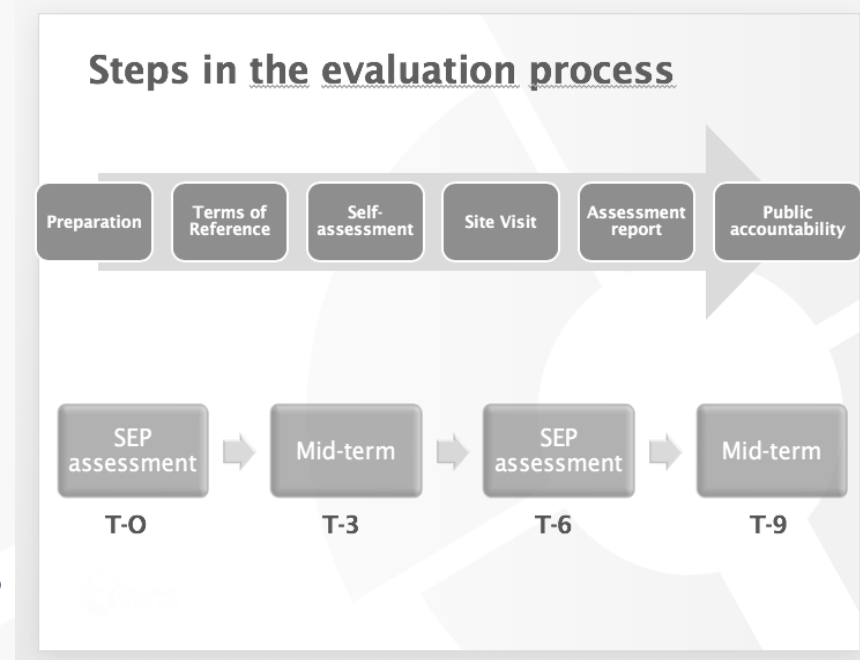 Steps in the evaluation process
Preparation
Terms of
Reference
Self-
assessment
Site Visit
Assessment
report
Public
accountability
SEP
assessment
Mid-term
SEP
assessment
Mid-term
T-O
T-3
T-6
T-9